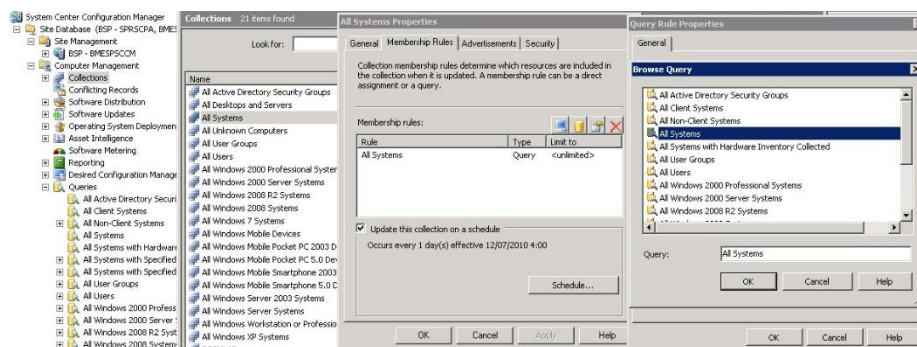 System Center Configuration Manager
Site Database (BSP - SPRSCPA, BMES
Site Management
BSP - BMESPSCCM
Computer Management
Collections
Conflicting Records
Software Distribution
Software Updates
Operating System Deploymen
Asset Intelligence
Software Metering
Reporting
Desired Configuration Manage
Queries
All Active Directory Securi
All Client Systems
All Non-Client Systems
All Systems
All Systems with Hardware
All Systems with Specified
All Systems with Specified
All User Groups
All Users
All Windows 2000 Profess
All Windows 2000 Server
All Windows 2008 R2 Syst
All Windows 2008 Systems
Collections 21 items found
Look for:
Name
All Active Directory Security Groups
All Desktops and Servers
All Systems
All Unknown Computers
All User Groups
All Users
All Windows 2000 Professional System
All Windows 2000 Server Systems
All Windows 2008 R2 Systems
All Windows 2008 Systems
All Windows 7 Systems
All Windows Mobile Devices
All Windows Mobile Pocket PC 2003 D
All Windows Mobile Pocket PC 5.0 Dev
All Windows Mobile Smartphone 2003
All Windows Mobile Smartphone 5.0 D
All Windows Server 2003 Systems
All Windows Server Systems
All Windows Workstation or Professio
All Windows XP Systems
All Systems Properties
General Membership Rules Advertisements Security
Collection membership rules determine which resources are included in
the collection when it is updated. A membership rule can be a direct
assignment or a query.
Membership rules:
Rule Type Limit to
All Systems Query <unlimited>
Update this collection on a schedule
Occurs every 1 day(s) effective 12/07/2010 4:00
Schedule...
OK Cancel Apply Help
Query Rule Properties
General
Browse Query
All Active Directory Security Groups
All Client Systems
All Non-Client Systems
All Systems
All Systems with Hardware Inventory Collected
All User Groups
All Users
All Windows 2000 Professional Systems
All Windows 2000 Server Systems
All Windows 2008 R2 Systems
Query: All Systems
OK Cancel Help
OK Cancel Help